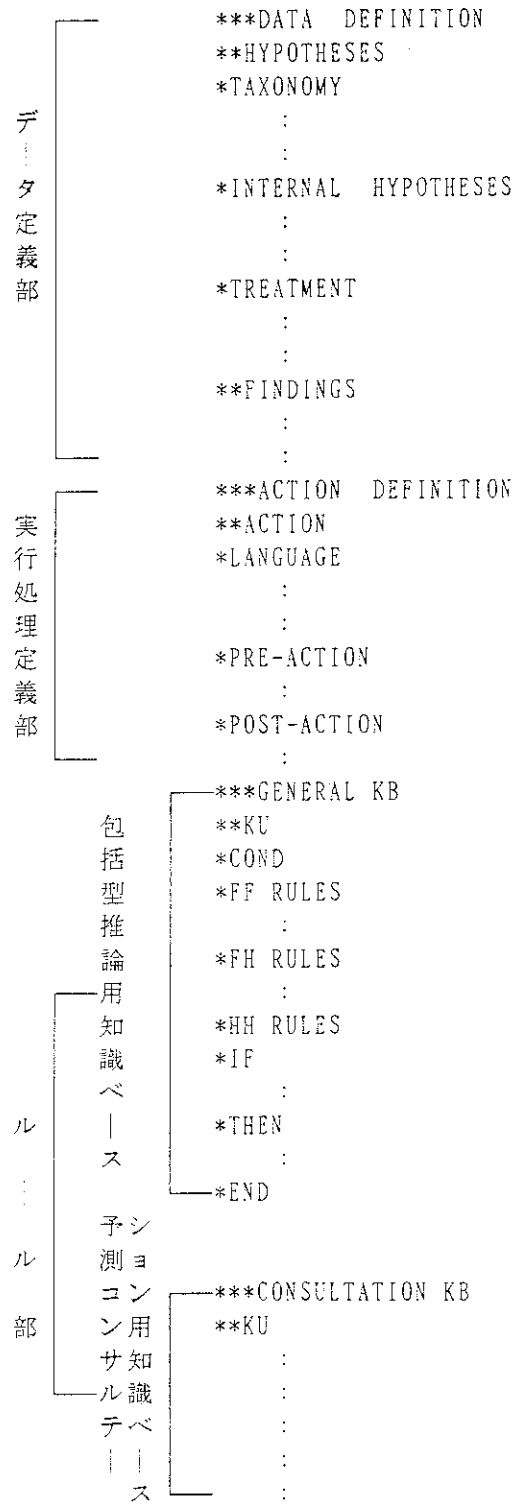 データ定義部
***DATA DEFINITION
**HYPOTHESES
*TAXONOMY
:
:
*INTERNAL HYPOTHESES
:
:
*TREATMENT
:
:
**FINDINGS
:
:
実行処理定義部
***ACTION DEFINITION
**ACTION
*LANGUAGE
:
:
*PRE-ACTION
:
*POST-ACTION
:
ルール部
包括型推論用知識ベース
***GENERAL KB
**KU
*COND
*FF RULES
:
*FH RULES
:
*HH RULES
*IF
:
*THEN
:
*END
予測コンサルテー
ション用知識ベース
***CONSULTATION KB
**KU
:
:
:
:
: